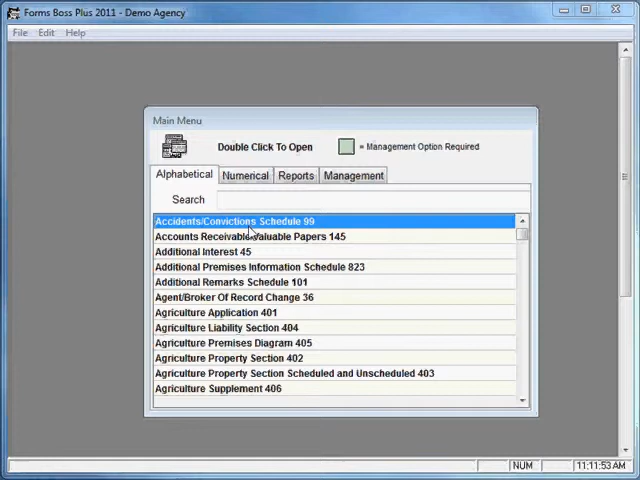 Forms Boss Plus 2011 - Demo Agency
File Edit Help
Main Menu
Double Click To Open
= Management Option Required
Alphabetical Numerical Reports Management
Search
Accidents/Convictions Schedule 99
Accounts Receivable/Valuable Papers 145
Additional Interest 45
Additional Premises Information Schedule 823
Additional Remarks Schedule 101
Agent/Broker Of Record Change 36
Agriculture Application 401
Agriculture Liability Section 404
Agriculture Premises Diagram 405
Agriculture Property Section 402
Agriculture Property Section Scheduled and Unscheduled 403
Agriculture Supplement 406
NUM 11:11:53 AM